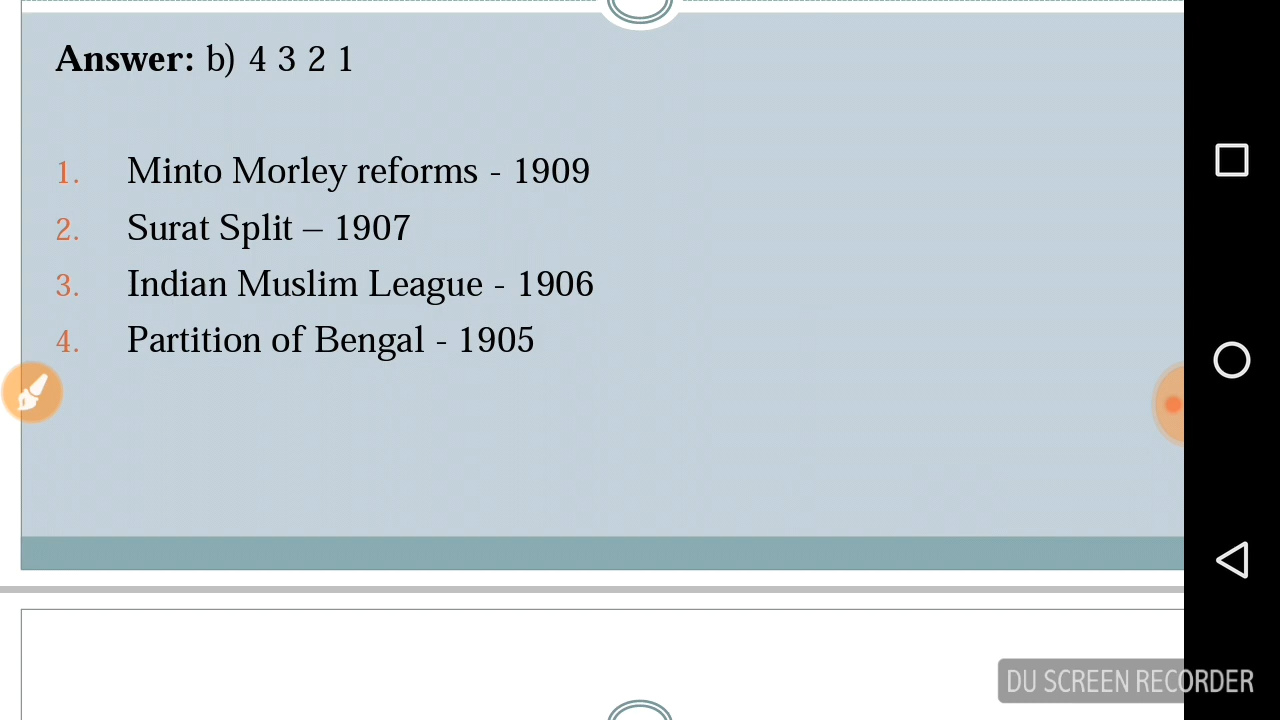 Answer: b) 4 3 2 1
1. Minto Morley reforms - 1909
2. Surat Split – 1907
3. Indian Muslim League - 1906
4. Partition of Bengal - 1905
DU SCREEN RECORDER